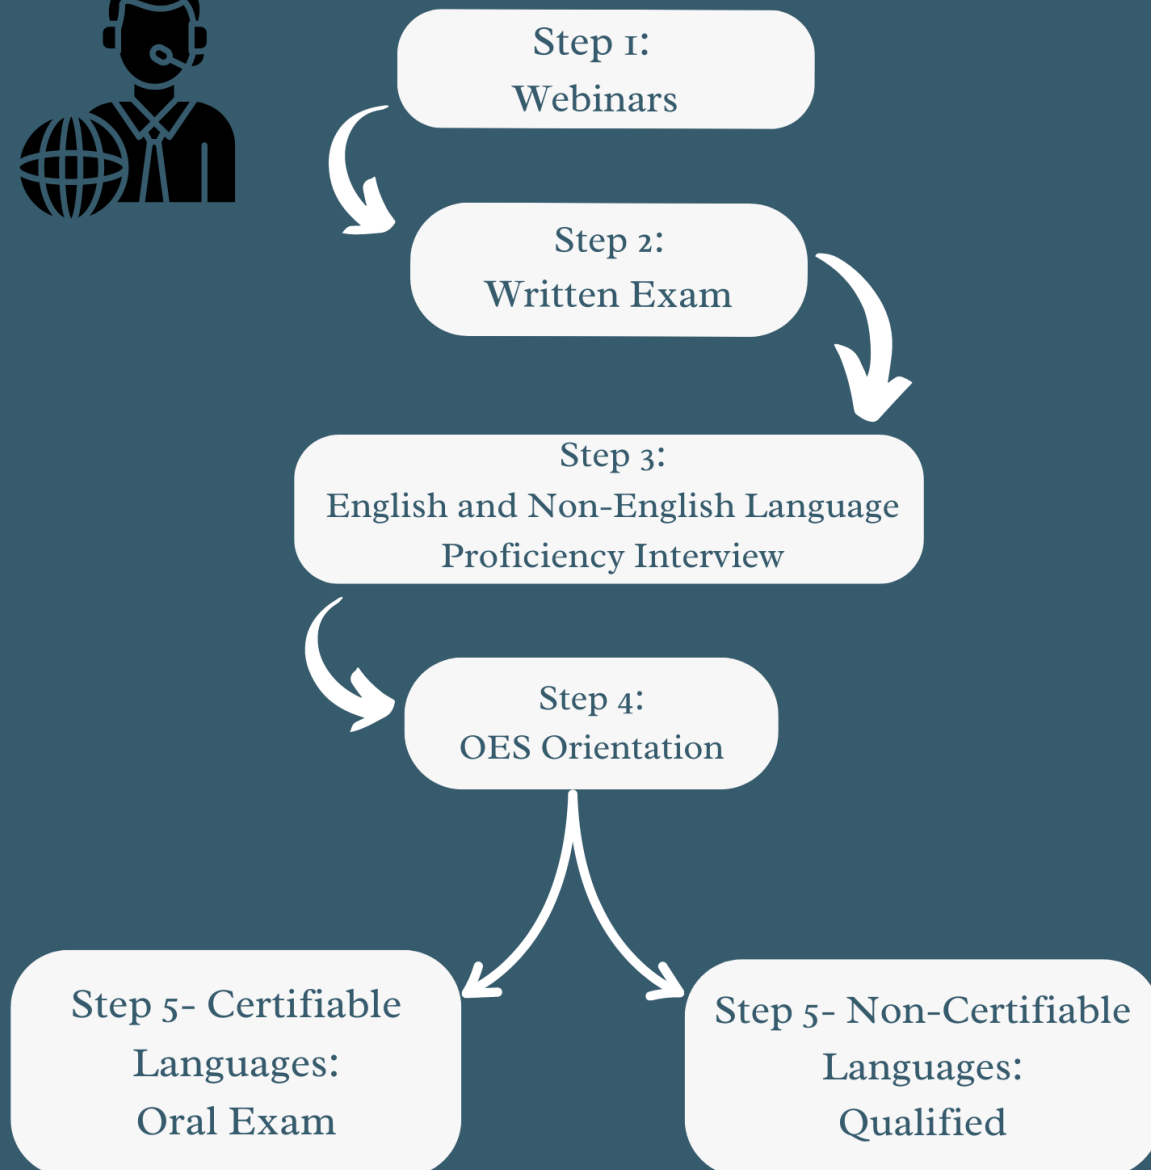 Step 1:
Webinars
Step 2:
Written Exam
Step 3:
English and Non-English Language
Proficiency Interview
Step 4:
OES Orientation
Step 5- Certifiable
Languages:
Oral Exam
Step 5- Non-Certifiable
Languages:
Qualified